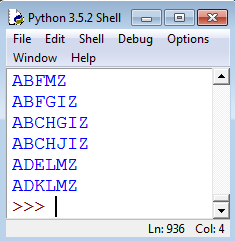 Python 3.5.2 Shell
File Edit Shell Debug Options
Window Help
ABFMZ
ABFGIZ
ABCHGIZ
ABCHJIZ
ADELMZ
ADKLMZ
>>>
Ln: 936 Col: 4